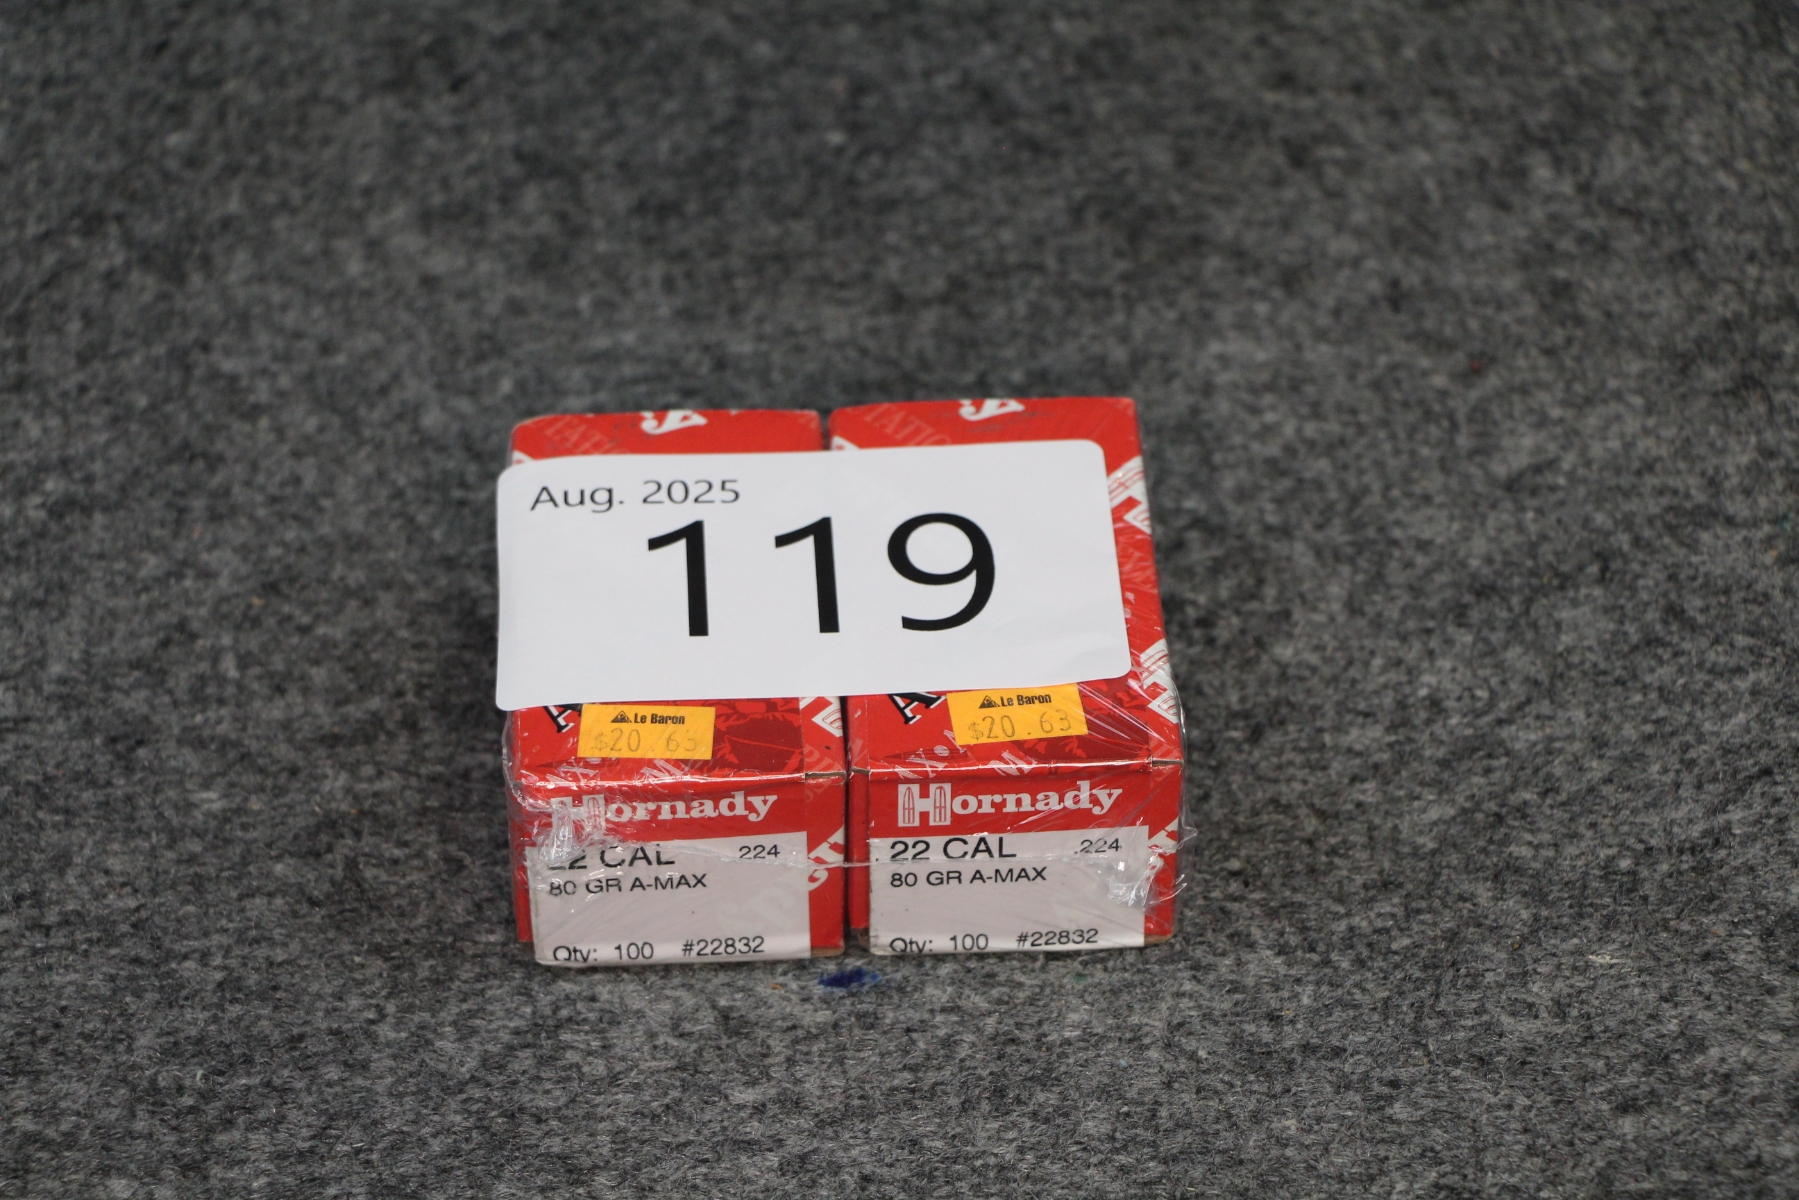 Aug. 2025
119
Le Baron
$20.63
Le Baron
$20.63
Hornady
22 CAL .224
80 GR A-MAX
Qty: 100 #22832
Hornady
22 CAL .224
80 GR A-MAX
Qty: 100 #22832